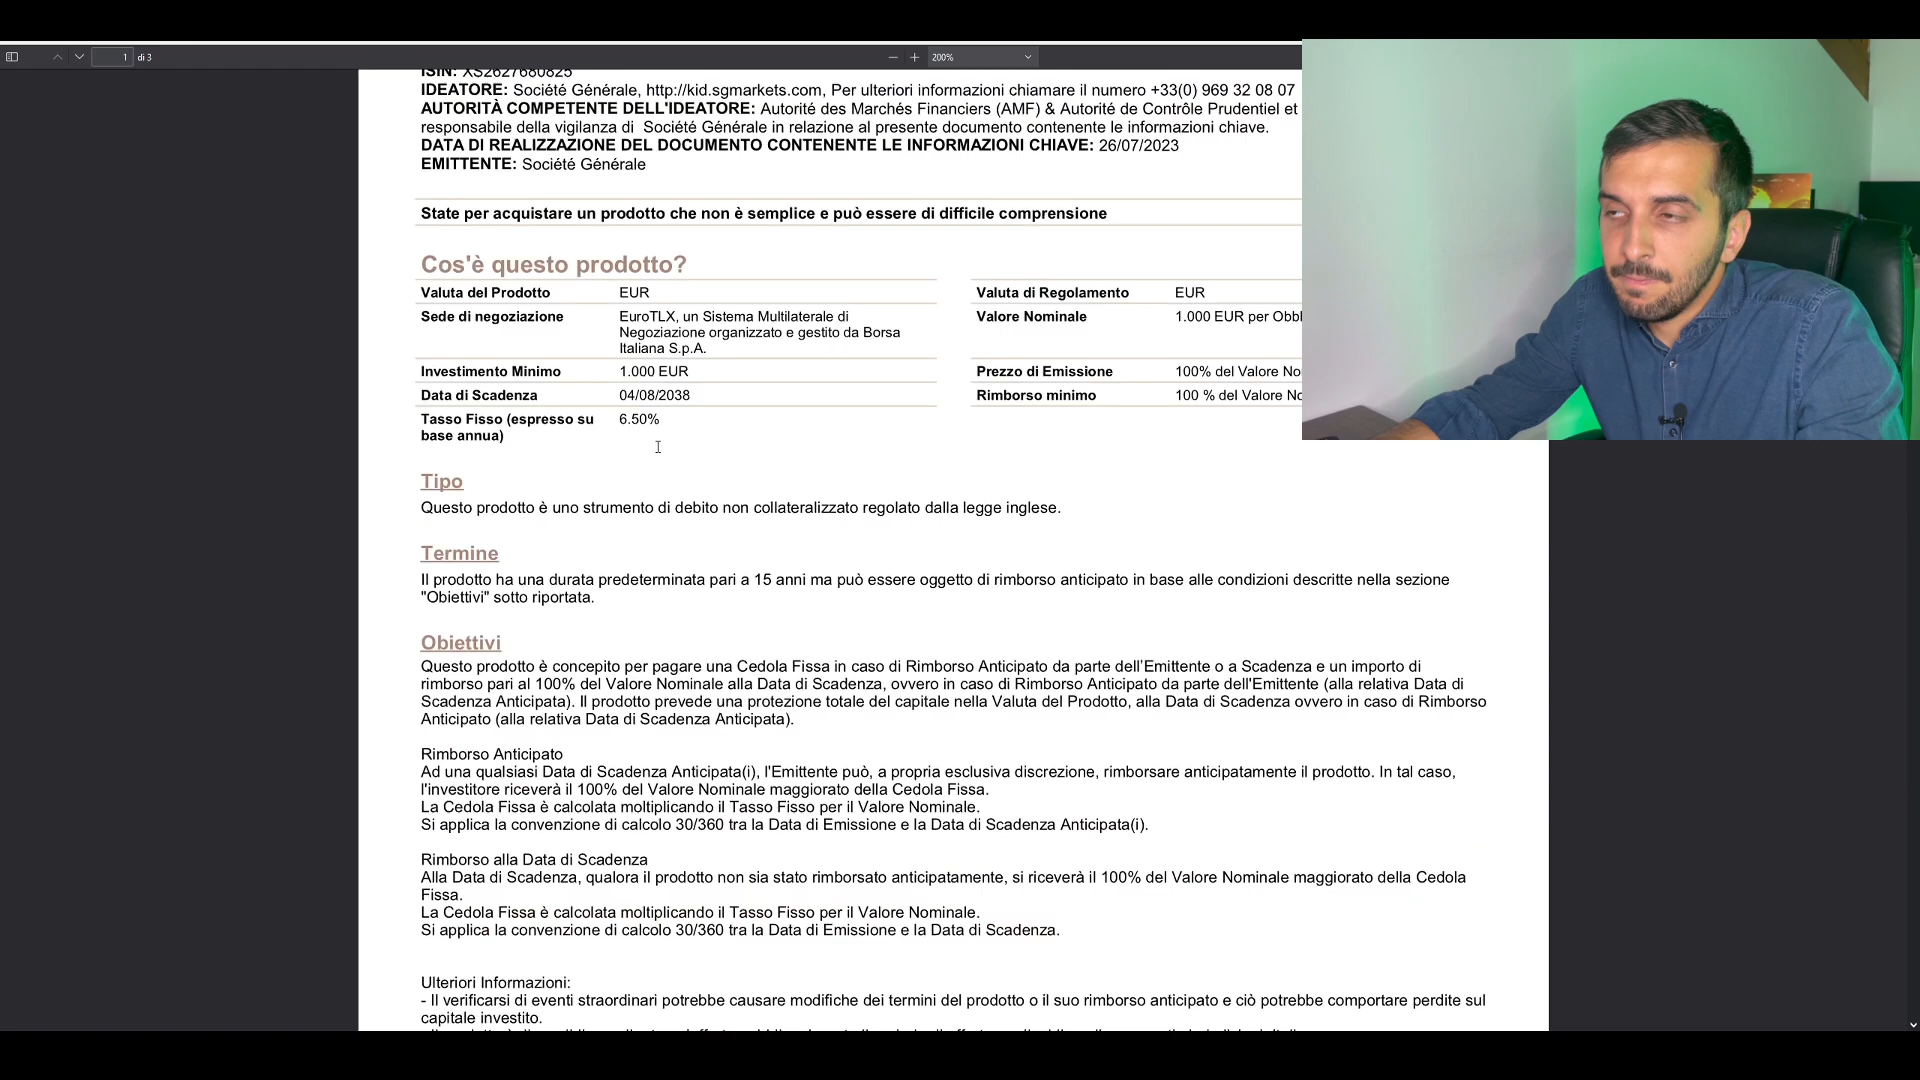 1 di 3
200%
ISIN: XS2627680825
IDEATORE: Société Générale, http://kid.sgmarkets.com, Per ulteriori informazioni chiamare il numero +33(0) 969 32 08 07
AUTORITÀ COMPETENTE DELL'IDEATORE: Autorité des Marchés Financiers (AMF) & Autorité de Contrôle Prudentiel et
responsabile della vigilanza di Société Générale in relazione al presente documento contenente le informazioni chiave.
DATA DI REALIZZAZIONE DEL DOCUMENTO CONTENENTE LE INFORMAZIONI CHIAVE: 26/07/2023
EMITTENTE: Société Générale
State per acquistare un prodotto che non è semplice e può essere di difficile comprensione
Cos'è questo prodotto?
Valuta del Prodotto EUR
Valuta di Regolamento EUR
Sede di negoziazione EuroTLX, un Sistema Multilaterale di
Negoziazione organizzato e gestito da Borsa
Italiana S.p.A.
Valore Nominale 1.000 EUR per Obbl
Investimento Minimo 1.000 EUR
Prezzo di Emissione 100% del Valore No
Data di Scadenza 04/08/2038
Rimborso minimo 100 % del Valore No
Tasso Fisso (espresso su 6.50%
base annua)
Tipo
Questo prodotto è uno strumento di debito non collateralizzato regolato dalla legge inglese.
Termine
Il prodotto ha una durata predeterminata pari a 15 anni ma può essere oggetto di rimborso anticipato in base alle condizioni descritte nella sezione
"Obiettivi" sotto riportata.
Obiettivi
Questo prodotto è concepito per pagare una Cedola Fissa in caso di Rimborso Anticipato da parte dell'Emittente o a Scadenza e un importo di
rimborso pari al 100% del Valore Nominale alla Data di Scadenza, ovvero in caso di Rimborso Anticipato da parte dell'Emittente (alla relativa Data di
Scadenza Anticipata). Il prodotto prevede una protezione totale del capitale nella Valuta del Prodotto, alla Data di Scadenza ovvero in caso di Rimborso
Anticipato (alla relativa Data di Scadenza Anticipata).
Rimborso Anticipato
Ad una qualsiasi Data di Scadenza Anticipata(i), l'Emittente può, a propria esclusiva discrezione, rimborsare anticipatamente il prodotto. In tal caso,
l'investitore riceverà il 100% del Valore Nominale maggiorato della Cedola Fissa.
La Cedola Fissa è calcolata moltiplicando il Tasso Fisso per il Valore Nominale.
Si applica la convenzione di calcolo 30/360 tra la Data di Emissione e la Data di Scadenza Anticipata(i).
Rimborso alla Data di Scadenza
Alla Data di Scadenza, qualora il prodotto non sia stato rimborsato anticipatamente, si riceverà il 100% del Valore Nominale maggiorato della Cedola
Fissa.
La Cedola Fissa è calcolata moltiplicando il Tasso Fisso per il Valore Nominale.
Si applica la convenzione di calcolo 30/360 tra la Data di Emissione e la Data di Scadenza.
Ulteriori Informazioni:
- Il verificarsi di eventi straordinari potrebbe causare modifiche dei termini del prodotto o il suo rimborso anticipato e ciò potrebbe comportare perdite sul
capitale investito.